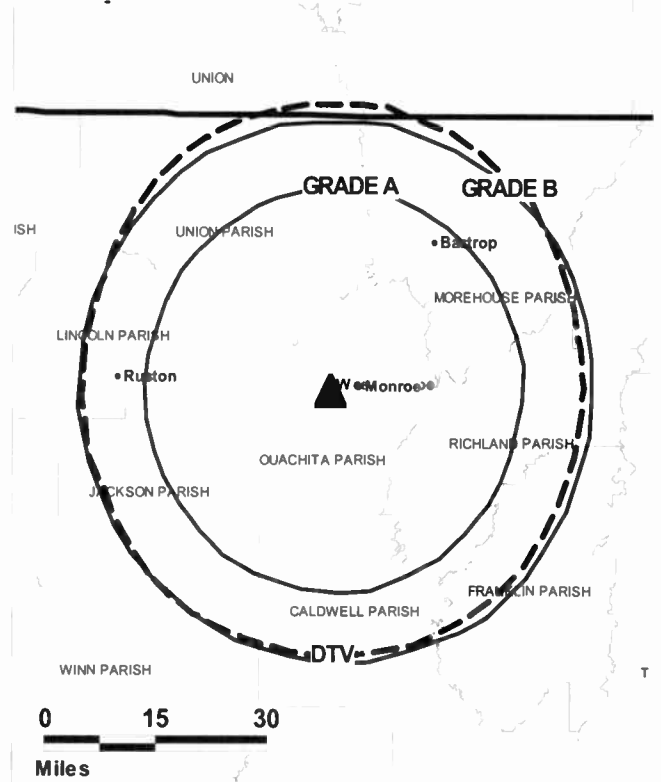 UNION
GRADE A
GRADE B
ISH
UNION PARISH
Bastrop
MOREHOUSE PARISH
LINCOLN PARISH
Ruston
W
Monroe
RICHLAND PARISH
OUACHITA PARISH
JACKSON PARISH
FRANKLIN PARISH
CALDWELL PARISH
DTV
WINN PARISH
T
0 15 30
Miles